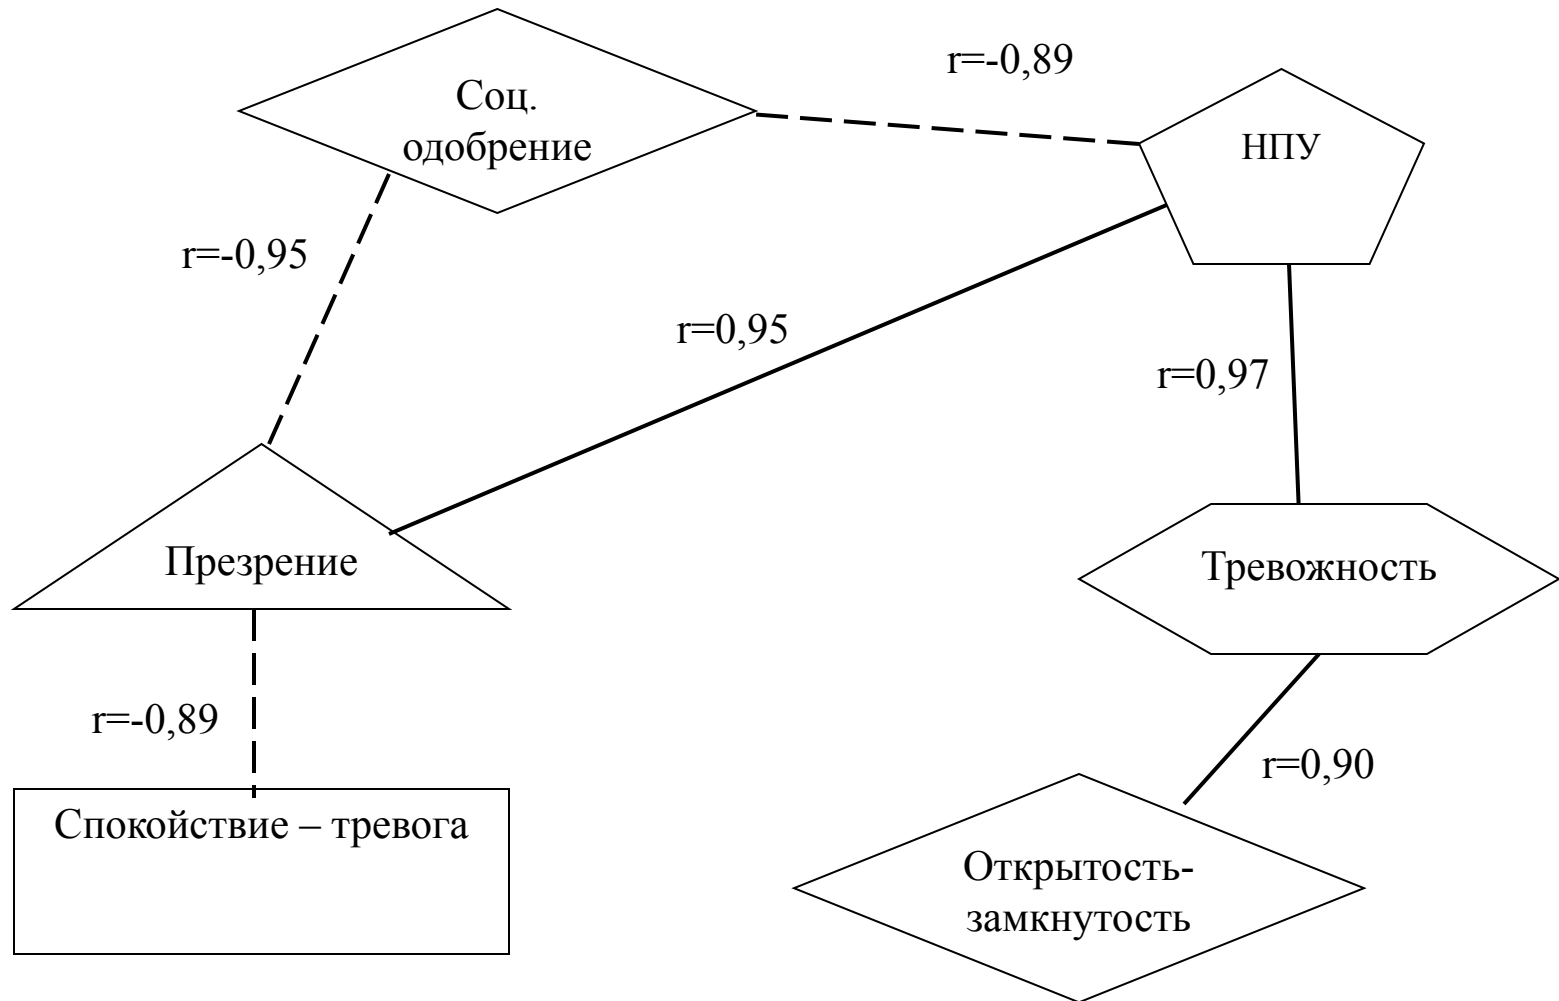 r=-0,89
Соц.
одобрение
НПУ
r=-0,95
r=0,95
r=0,97
Презрение
Тревожность
r=-0,89
r=0,90
Спокойствие – тревога
Открытость-
замкнутость